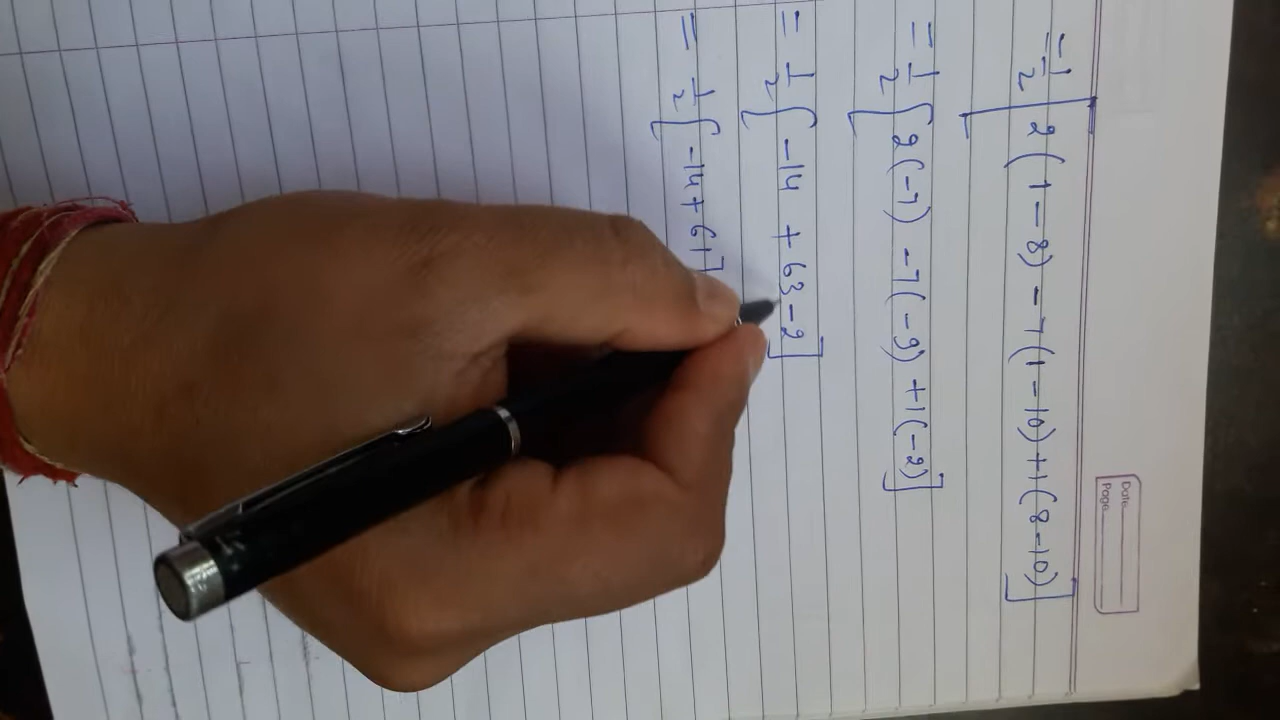 Date
Page
= 1/2 [ 2 (1 - 8) - 7 (1 - 10) + 1 (8 - 10) ]
= 1/2 [ 2 (-7) - 7 (-9) + 1 (-2) ]
= 1/2 [ -14 + 63 - 2 ]
= 1/2 [ -14 + 61 ]